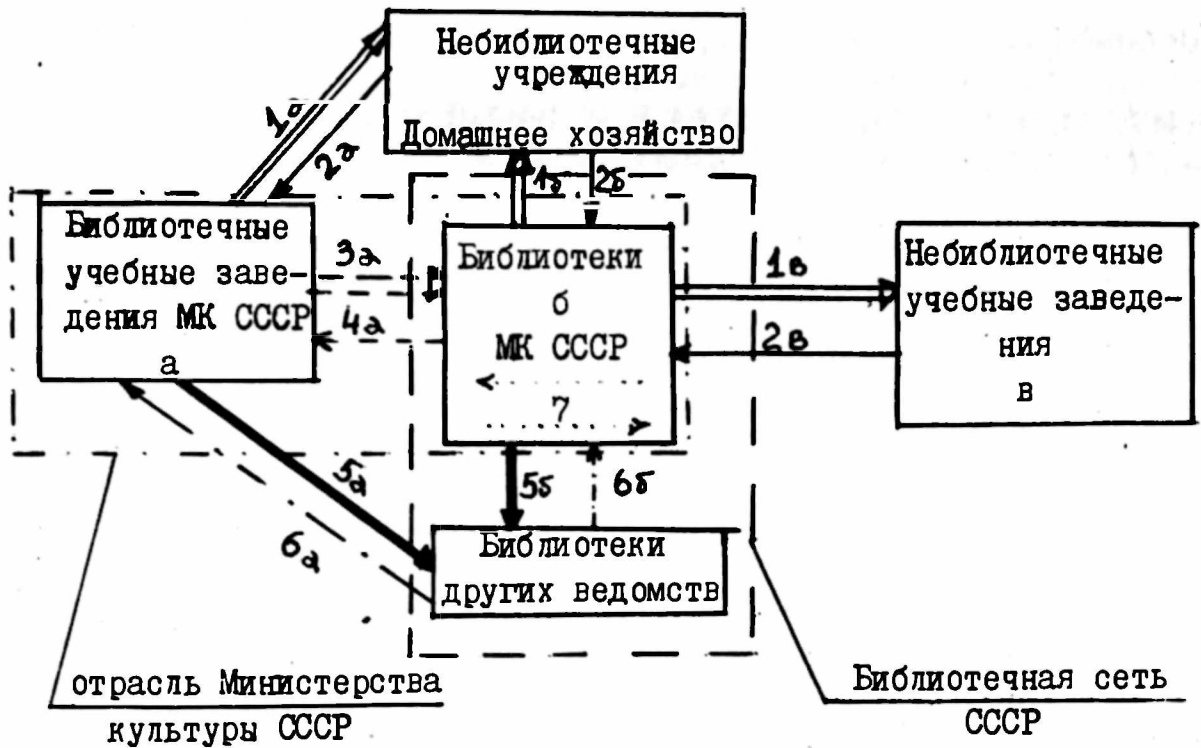 Небиблиотечные
учреждения
Домашнее хозяйство
1а
2а
1б
2б
Библиотечные
учебные заве-
дения МК СССР
а
3а
4а
Библиотеки
б
МК СССР
7
1в
2в
Небиблиотечные
учебные заведе-
ния
в
5а
6а
5б
6б
Библиотеки
других ведомств
отрасль Министерства
культуры СССР
Библиотечная сеть
СССР